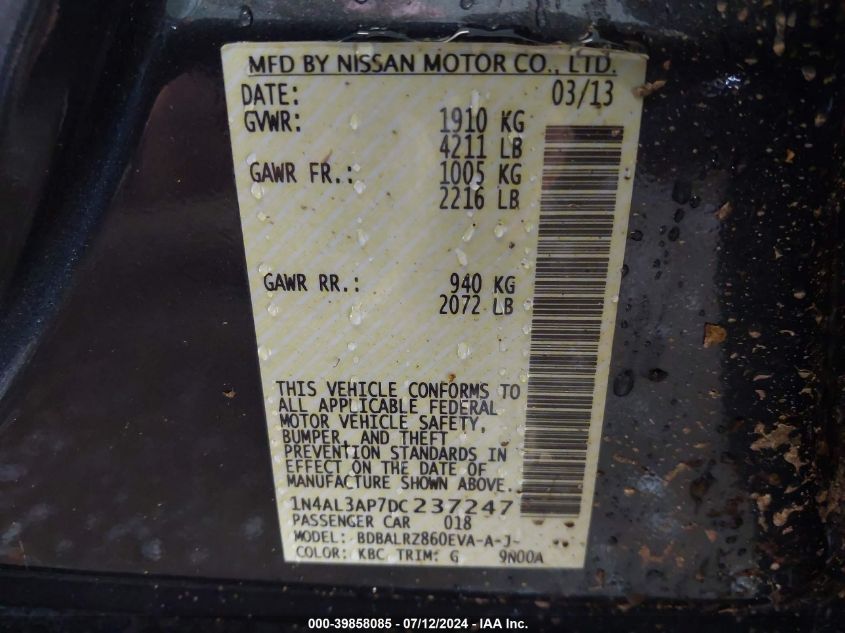 MFD BY NISSAN MOTOR CO., LTD.
DATE: 03/13
GVWR: 1910 KG
4211 LB
GAWR FR.: 1005 KG
2216 LB
GAWR RR.: 940 KG
2072 LB
THIS VEHICLE CONFORMS TO
ALL APPLICABLE FEDERAL
MOTOR VEHICLE SAFETY,
BUMPER, AND THEFT
PREVENTION STANDARDS IN
EFFECT ON THE DATE OF
MANUFACTURE SHOWN ABOVE.
1N4AL3AP7DC237247
PASSENGER CAR 018
MODEL: BDBALRZ860EVA-A-J-
COLOR: KBC TRIM: G 9N00A
000-39858085 - 07/12/2024 - IAA Inc.